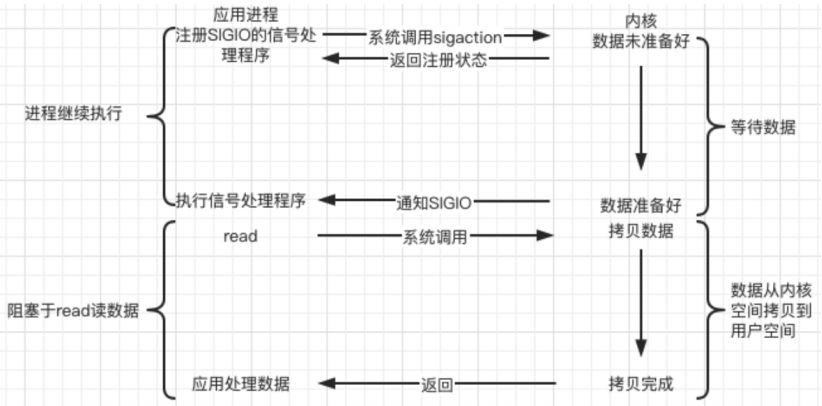 应用进程
注册SIGIO的信号处
理程序
系统调用sigaction
返回注册状态
内核
数据未准备好
进程继续执行
等待数据
执行信号处理程序
通知SIGIO
数据准备好
read
系统调用
拷贝数据
阻塞于read读数据
数据从内核
空间拷贝到
用户空间
应用处理数据
返回
拷贝完成